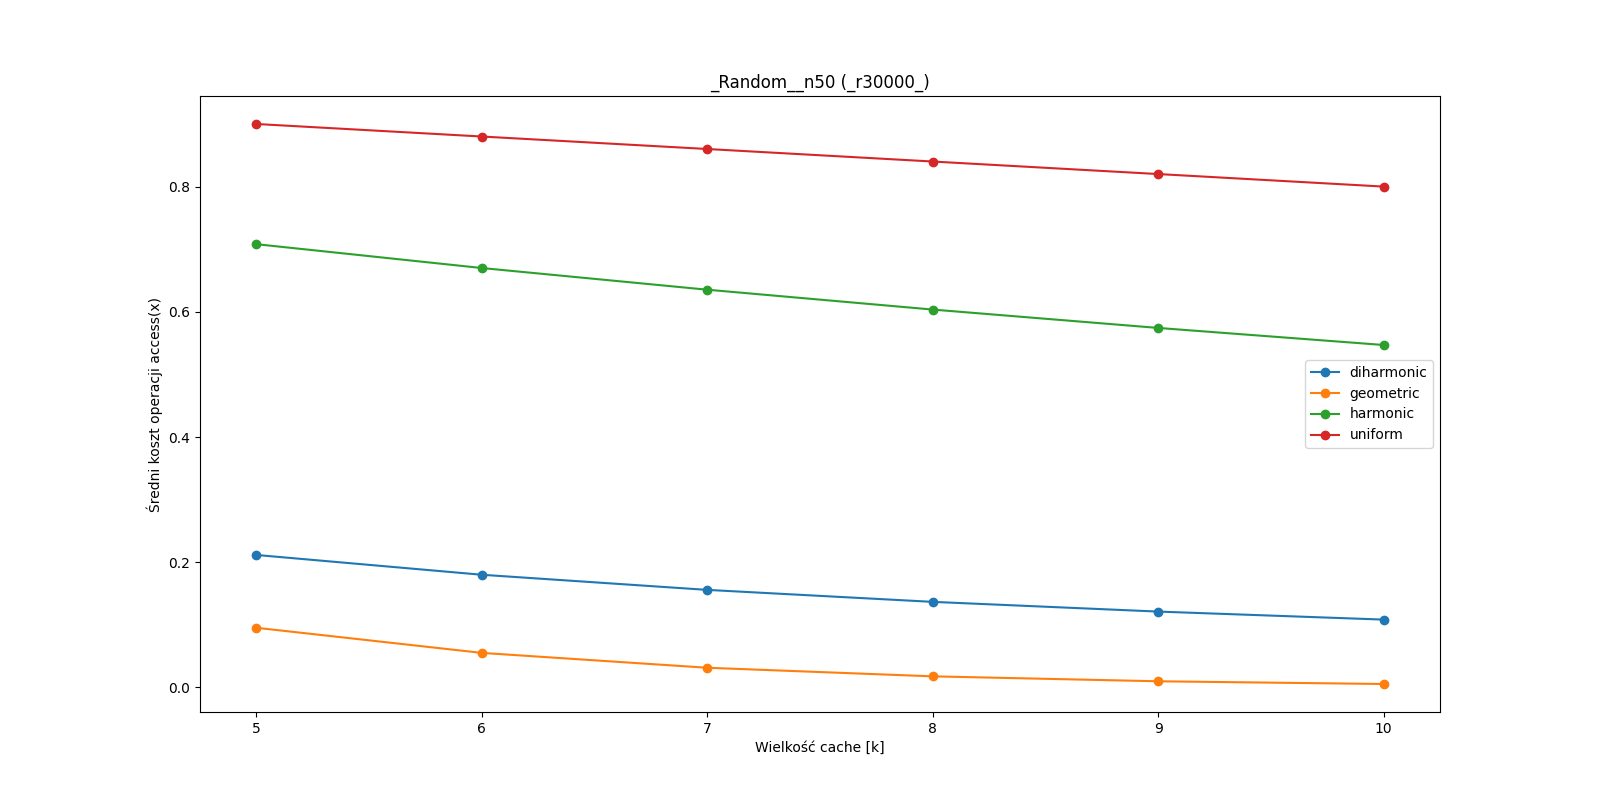 _Random__n50 (_r30000_)
Średni koszt operacji access(x)
0.8
0.6
0.4
0.2
0.0
diharmonic
geometric
harmonic
uniform
5 6 7 8 9 10
Wielkość cache [k]